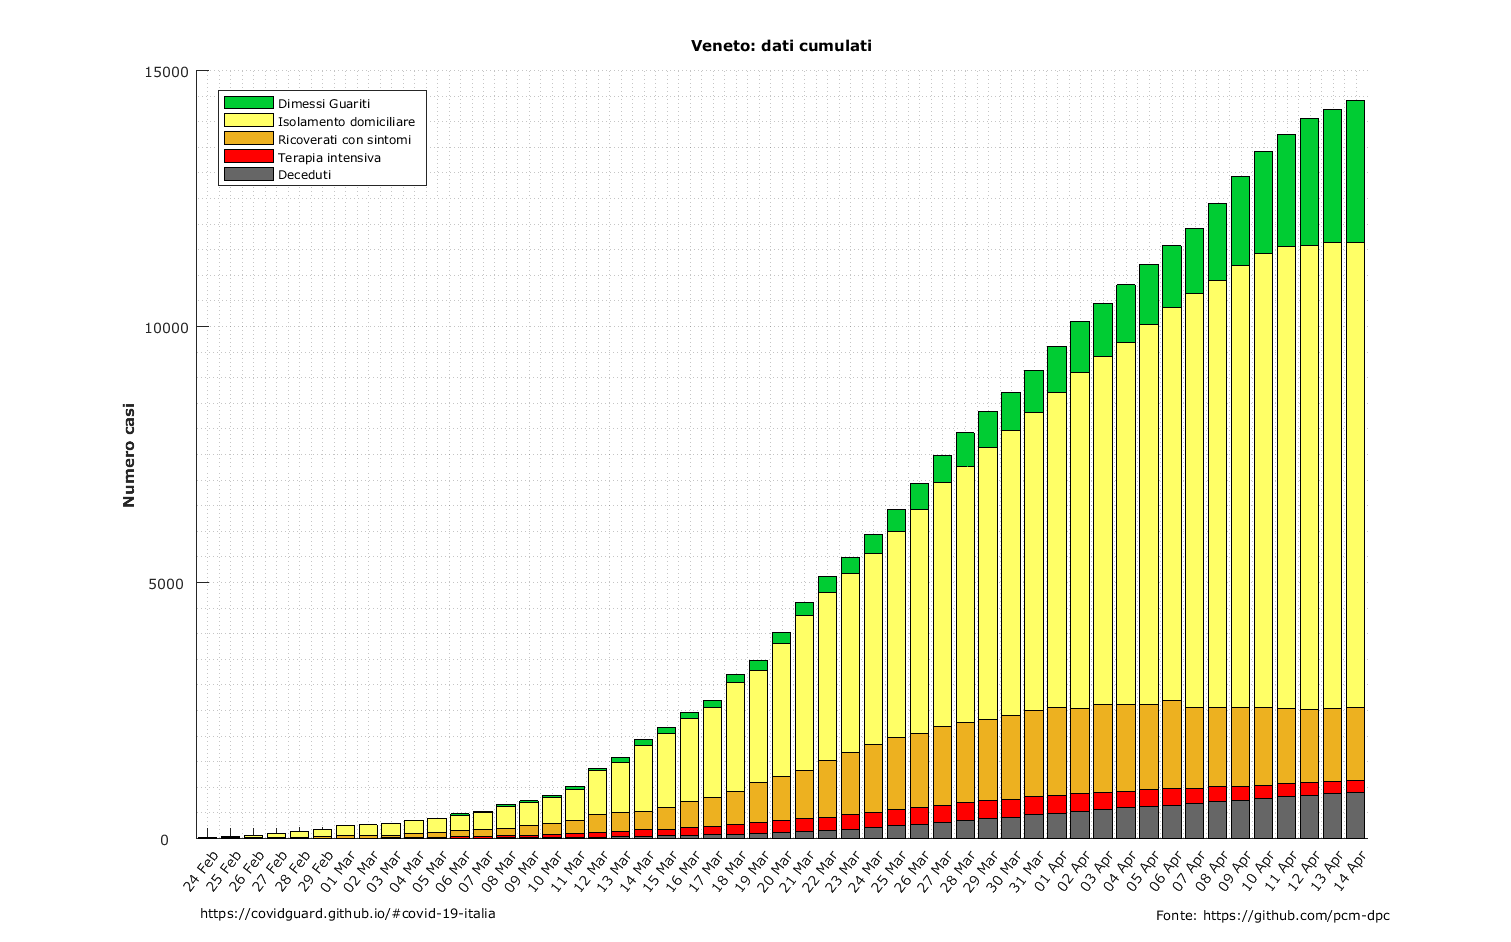 Veneto: dati cumulati
15000
10000
5000
0
Numero casi
Dimessi Guariti
Isolamento domiciliare
Ricoverati con sintomi
Terapia intensiva
Deceduti
24 Feb
25 Feb
26 Feb
27 Feb
28 Feb
29 Feb
01 Mar
02 Mar
03 Mar
04 Mar
05 Mar
06 Mar
07 Mar
08 Mar
09 Mar
10 Mar
11 Mar
12 Mar
13 Mar
14 Mar
15 Mar
16 Mar
17 Mar
18 Mar
19 Mar
20 Mar
21 Mar
22 Mar
23 Mar
24 Mar
25 Mar
26 Mar
27 Mar
28 Mar
29 Mar
30 Mar
31 Mar
01 Apr
02 Apr
03 Apr
04 Apr
05 Apr
06 Apr
07 Apr
08 Apr
09 Apr
10 Apr
11 Apr
12 Apr
13 Apr
14 Apr
https://covidguard.github.io/#covid-19-italia
Fonte: https://github.com/pcm-dpc